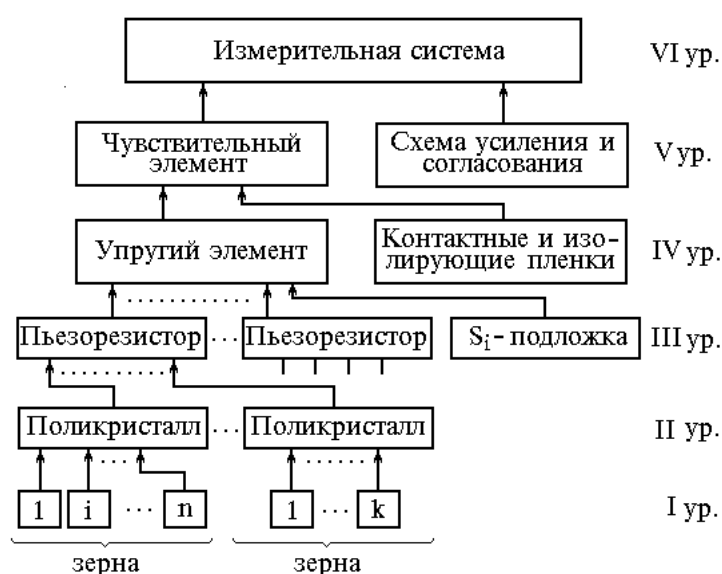 Измерительная система
VI ур.
Чувствительный
элемент
Схема усиления и
согласования
V ур.
Упругий элемент
Контактные и изо-
лирующие пленки
IV ур.
Пьезорезистор ... Пьезорезистор
Si - подложка
III ур.
Поликристалл ... Поликристалл
II ур.
1 i ... n
1 ... k
I ур.
зерна
зерна